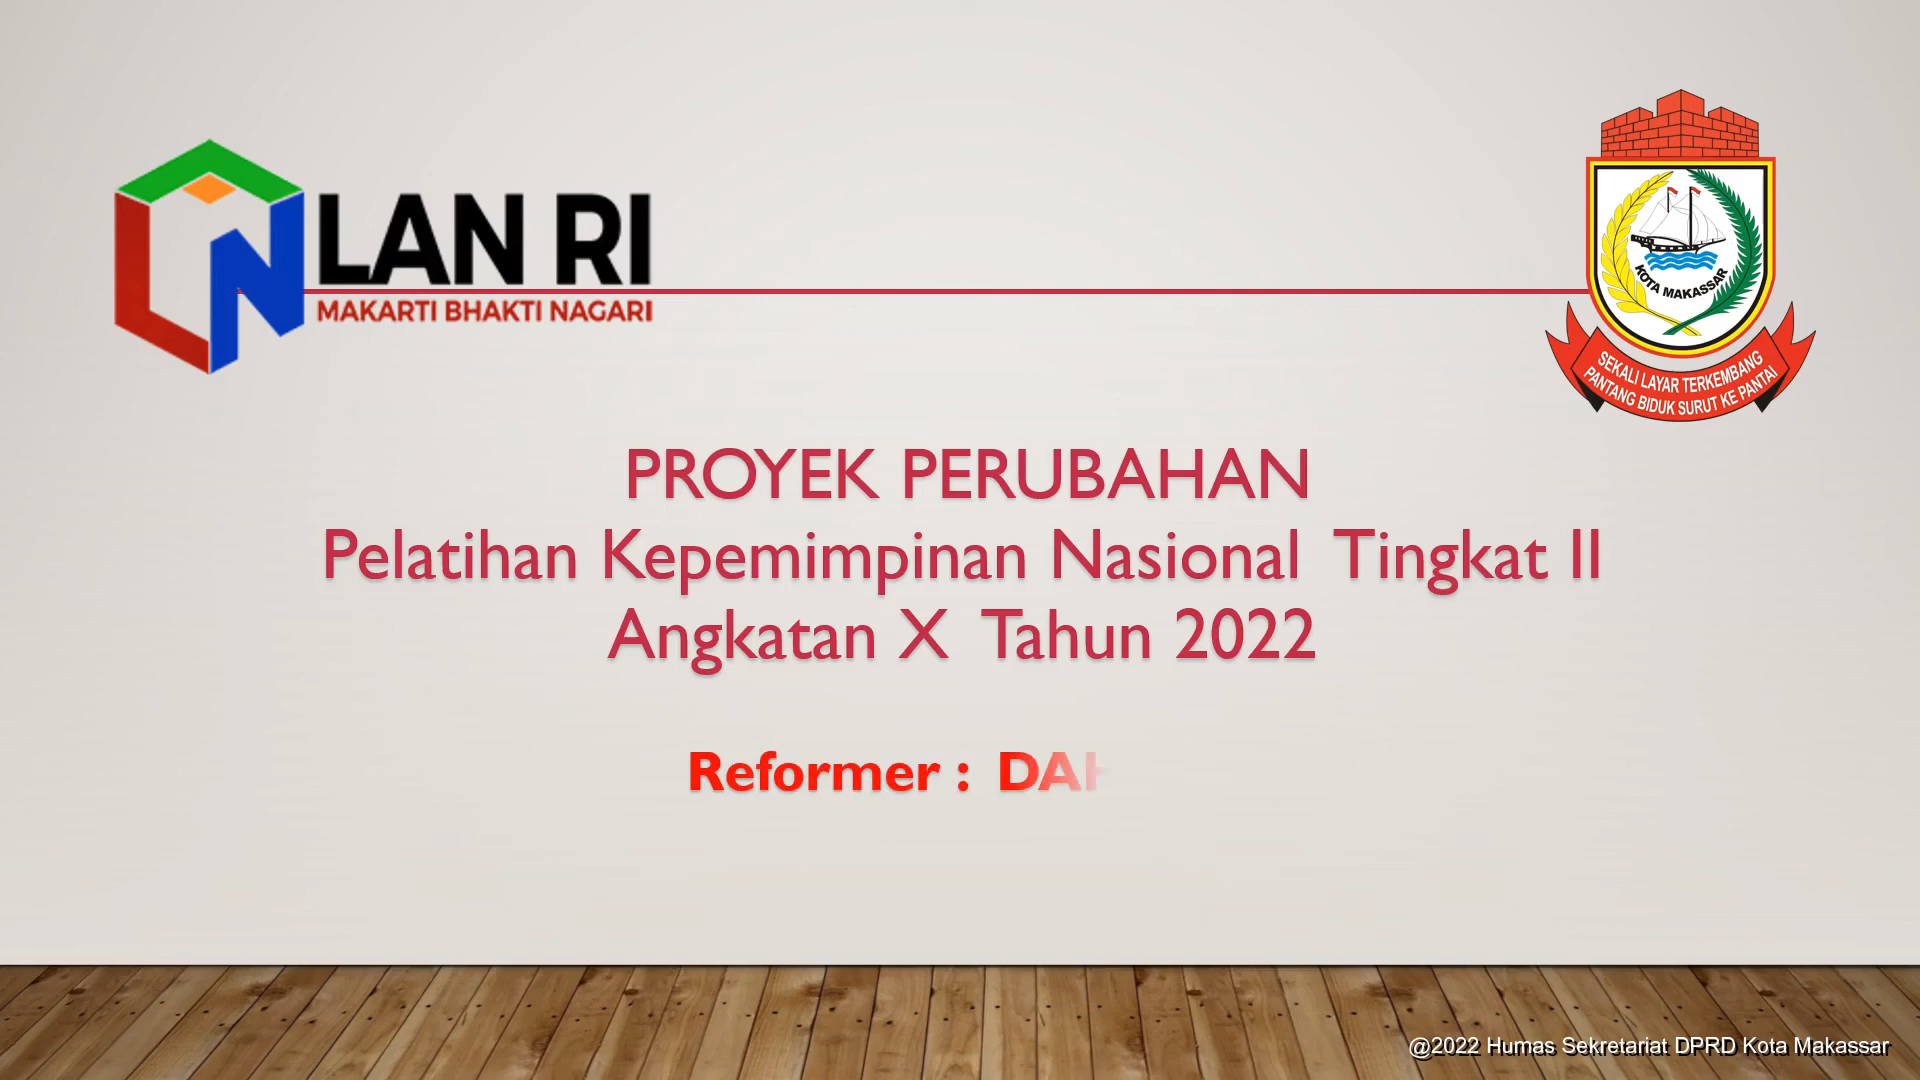 LAN RI
MAKARTI BHAKTI NAGARI
KOTA MAKASSAR
SEKALI LAYAR TERKEMBANG
PANTANG BIDUK SURUT KE PANTAI
PROYEK PERUBAHAN
Pelatihan Kepemimpinan Nasional Tingkat II
Angkatan X Tahun 2022
Reformer :
@2022 Humas Sekretariat DPRD Kota Makassar